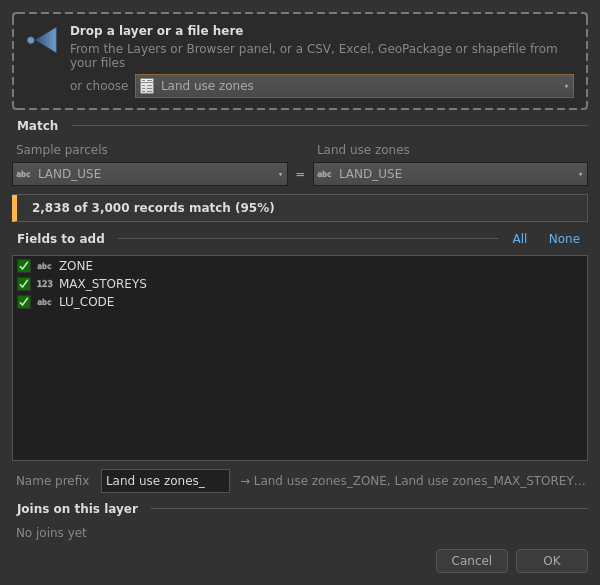 Drop a layer or a file here
From the Layers or Browser panel, or a CSV, Excel, GeoPackage or shapefile from
your files
or choose Land use zones
Match
Sample parcels Land use zones
abc LAND_USE = abc LAND_USE
2,838 of 3,000 records match (95%)
Fields to add All None
abc ZONE
123 MAX_STOREYS
abc LU_CODE
Name prefix Land use zones_ → Land use zones_ZONE, Land use zones_MAX_STOREY…
Joins on this layer
No joins yet
Cancel OK